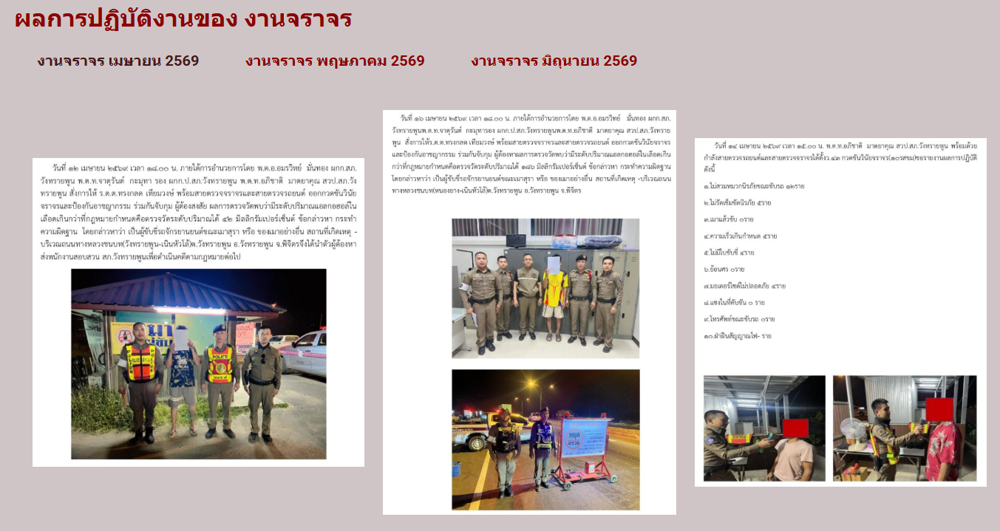 ผลการปฏิบัติงานของ งานจราจร
งานจราจร เมษายน 2569
งานจราจร พฤษภาคม 2569
งานจราจร มิถุนายน 2569
วันที่ ๑๒ เมษายน ๒๕๖๙ เวลา ๑๘.๐๐ น. ภายใต้การอำนวยการโดย พ.ต.อ.อมรวิทย์ มั่นทอง ผกก.สภ.
วังทรายพูน พ.ต.ท.จาตุรันต์ กะมุทา รอง ผกก.ป.สภ.วังทรายพูน พ.ต.ท.อภิชาติ มาตยาคุณ สวป.สภ.วัง
ทรายพูน สั่งการให้ ร.ต.ต.ทรงกลด เทียมวงษ์ พร้อมสายตรวจจราจรและสายตรวจรถยนต์ ออกกวดขันวินัย
จราจรและป้องกันอาชญากรรม ร่วมกันจับกุม ผู้ต้องสงสัย ผลการตรวจวัดพบว่ามีระดับปริมาณแอลกอฮอล์ใน
เลือดเกินกว่าที่กฎหมายกำหนดคือตรวจวัดระดับปริมาณได้ ๔๒ มิลลิกรัมเปอร์เซ็นต์ ข้อกล่าวหา กระทำ
ความผิดฐาน โดยกล่าวหาว่า เป็นผู้ขับขี่รถจักรยานยนต์ขณะเมาสุรา หรือ ของเมาอย่างอื่น สถานที่เกิดเหตุ -
บริเวณถนนทางหลวงชนบท(วังทรายพูน-เนินหัวโล้)ต.วังทรายพูน อ.วังทรายพูน จ.พิจิตรจึงได้นำตัวผู้ต้องหา
ส่งพนักงานสอบสวน สภ.วังทรายพูนเพื่อดำเนินคดีตามกฎหมายต่อไป
POLICE
วันที่ ๑๖ เมษายน ๒๕๖๙ เวลา ๑๘.๐๐ น. ภายใต้การอำนวยการโดย พ.ต.อ.อมรวิทย์ มั่นทอง ผกก.สภ.
วังทรายพูนพ.ต.ท.จาตุรันต์ กะมุทารอง ผกก.ป.สภ.วังทรายพูนพ.ต.ท.อภิชาติ มาตยาคุณ สวป.สภ.วังทราย
พูน สั่งการให้ร.ต.ต.ทรงกลด เทียมวงษ์ พร้อมสายตรวจจราจรและสายตรวจรถยนต์ ออกกวดขันวินัยจราจร
และป้องกันอาชญากรรม ร่วมกันจับกุม ผู้ต้องหาผลการตรวจวัดพบว่ามีระดับปริมาณแอลกอฮอล์ในเลือดเกิน
กว่าที่กฎหมายกำหนดคือตรวจวัดระดับปริมาณได้ ๑๘๖ มิลลิกรัมเปอร์เซ็นต์ ข้อกล่าวหา กระทำความผิดฐาน
โดยกล่าวหาว่า เป็นผู้ขับขี่รถจักรยานยนต์ขณะเมาสุรา หรือ ของเมาอย่างอื่น สถานที่เกิดเหตุ -บริเวณถนน
ทางหลวงชนบท(หนองยาง-เนินหัวโล้)ต.วังทรายพูน อ.วังทรายพูน จ.พิจิตร
หยุด
ตรวจ
วันที่ ๑๔ เมษายน ๒๕๖๙ เวลา ๑๕.๐๐ น. พ.ต.ท.อภิชาติ มาตยาคุณ สวป.สภ.วังทรายพูน พร้อมด้วย
กำลังสายตรวจรถยนต์และสายตรวจจราจรได้ตั้งว.๔๓ กวดขันวินัยจราจร(๑๐รสขม)ขอรายงานผลการปฏิบัติ
ดังนี้
๑.ไม่สวมหมวกนิรภัยขณะขับรถ ๑๒ราย
๒.ไม่รัดเข็มขัดนิรภัย ๕ราย
๓.เมาแล้วขับ ๐ราย
๔.ความเร็วเกินกำหนด ๕ราย
๕.ไม่มีใบขับขี่ ๔ราย
๖.ย้อนศร ๐ราย
๗.มอเตอร์ไซต์ไม่ปลอดภัย ๔ราย
๘.แซงในที่คับขัน ๐ ราย
๙.โทรศัพท์ขณะขับรถ ๐ราย
๑๐.ฝ่าฝืนสัญญาณไฟ- ราย